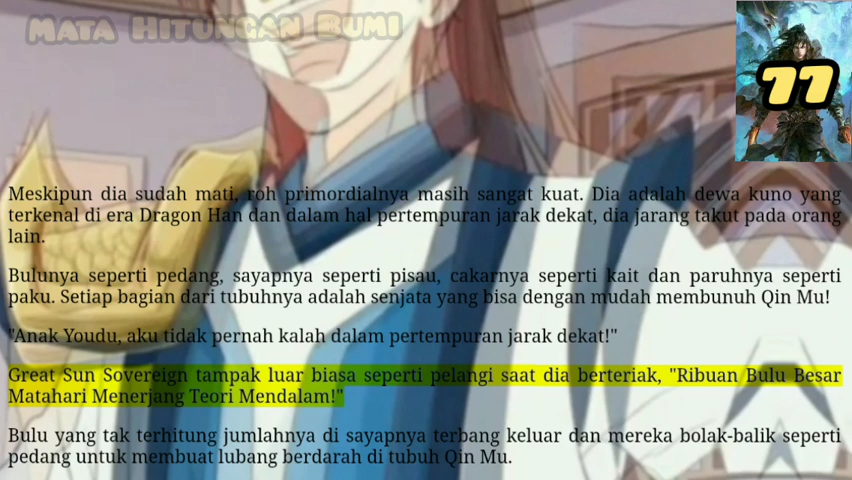 Mata Hitungan Bumi
77
Meskipun dia sudah mati, roh primordialnya masih sangat kuat. Dia adalah dewa kuno yang
terkenal di era Dragon Han dan dalam hal pertempuran jarak dekat, dia jarang takut pada orang
lain.
Bulunya seperti pedang, sayapnya seperti pisau, cakarnya seperti kait dan paruhnya seperti
paku. Setiap bagian dari tubuhnya adalah senjata yang bisa dengan mudah membunuh Qin Mu!
"Anak Youdu, aku tidak pernah kalah dalam pertempuran jarak dekat!"
Great Sun Sovereign tampak luar biasa seperti pelangi saat dia berteriak, "Ribuan Bulu Besar
Matahari Menerjang Teori Mendalam!"
Bulu yang tak terhitung jumlahnya di sayapnya terbang keluar dan mereka bolak-balik seperti
pedang untuk membuat lubang berdarah di tubuh Qin Mu.